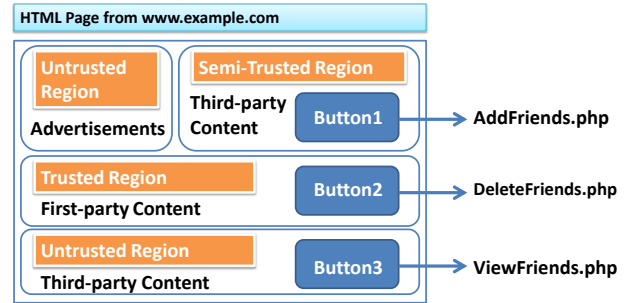 HTML Page from www.example.com
Untrusted
Region
Advertisements
Semi-Trusted Region
Third-party
Content
Button1
AddFriends.php
Trusted Region
First-party Content
Button2
DeleteFriends.php
Untrusted Region
Third-party Content
Button3
ViewFriends.php